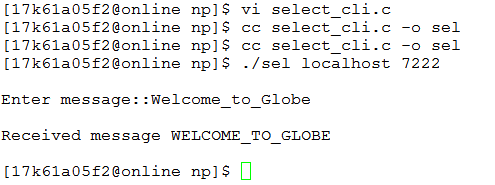 [17k61a05f2@online np]$ vi select_cli.c
[17k61a05f2@online np]$ cc select_cli.c -o sel
[17k61a05f2@online np]$ cc select_cli.c -o sel
[17k61a05f2@online np]$ ./sel localhost 7222
Enter message::Welcome_to_Globe
Received message WELCOME_TO_GLOBE
[17k61a05f2@online np]$